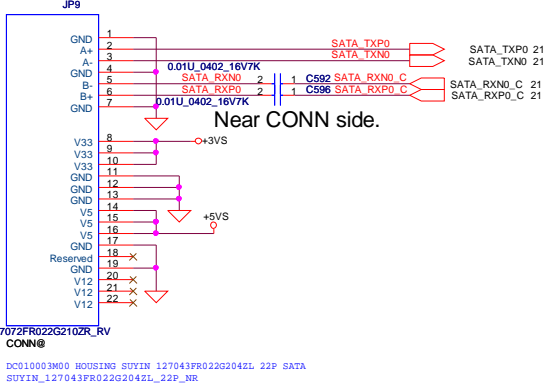 JP9
GND 1
A+ 2 SATA_TXP0 SATA_TXP0 21
A- 3 SATA_TXN0 SATA_TXN0 21
GND 4 0.01U_0402_16V7K
B- 5 SATA_RXN0 2 1 C592 SATA_RXN0_C SATA_RXN0_C 21
B+ 6 SATA_RXP0 2 1 C596 SATA_RXP0_C SATA_RXP0_C 21
GND 7 0.01U_0402_16V7K
Near CONN side.
V33 8 +3VS
V33 9
V33 10
GND 11
GND 12
GND 13
V5 14
V5 15 +5VS
V5 16
GND 17
Reserved 18
GND 19
V12 20
V12 21
V12 22
7072FR022G210ZR_RV
CONN@
DC010003M00 HOUSING SUYIN 127043FR022G204ZL 22P SATA
SUYIN_127043FR022G204ZL_22P_NR